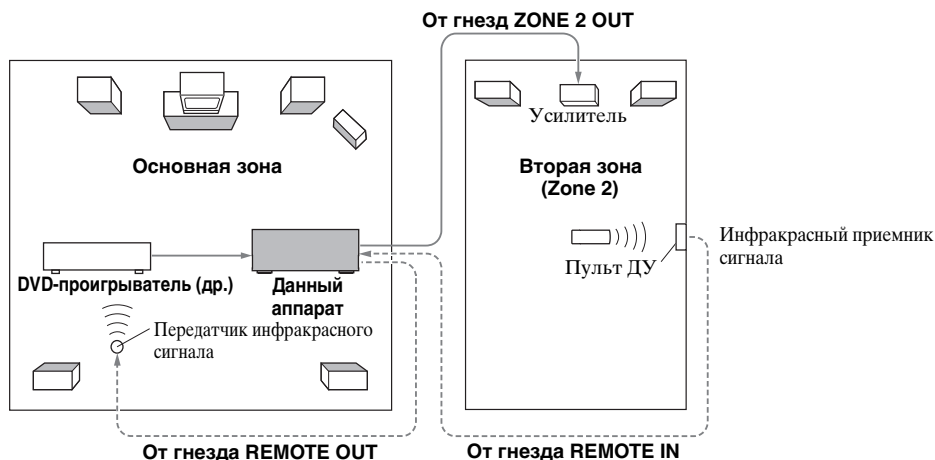 От гнезд ZONE 2 OUT
Усилитель
Основная зона
Вторая зона
(Zone 2)
Инфракрасный приемник
сигнала
Пульт ДУ
DVD-проигрыватель (др.)
Данный
аппарат
Передатчик инфракрасного
сигнала
От гнезда REMOTE OUT
От гнезда REMOTE IN